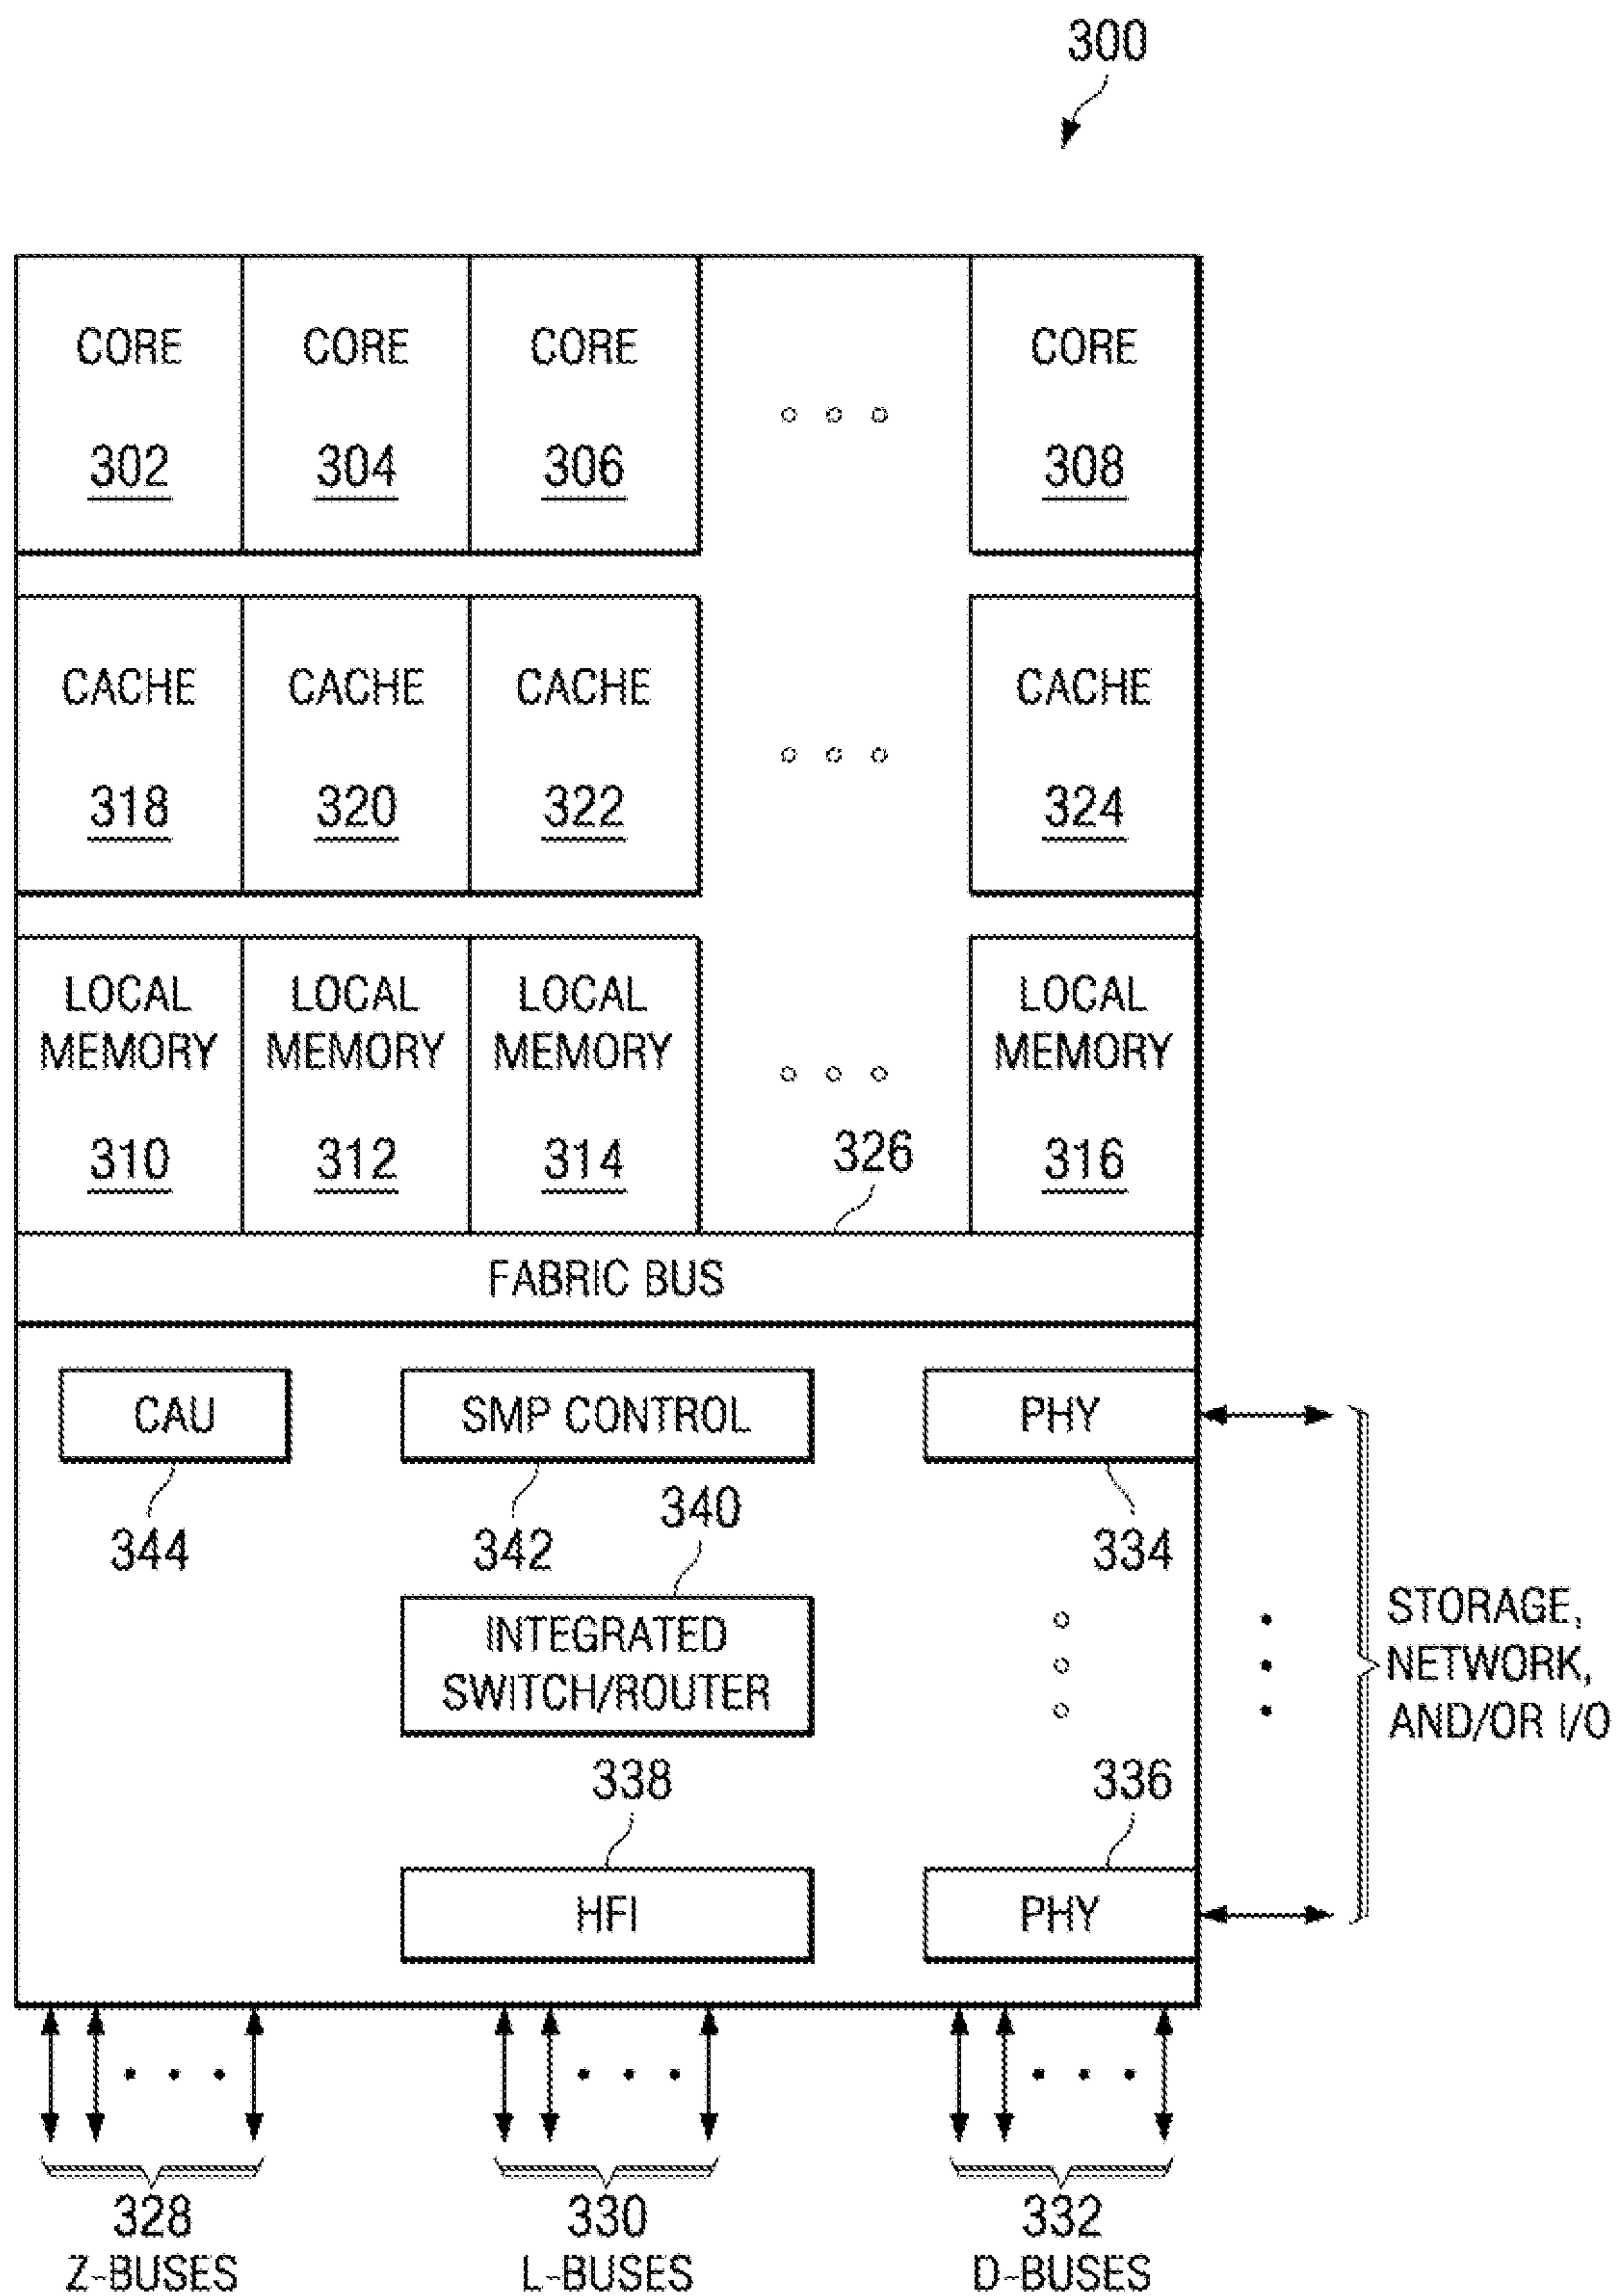 300
CORE CORE CORE CORE
302 304 306 308
CACHE CACHE CACHE CACHE
318 320 322 324
LOCAL LOCAL LOCAL LOCAL
MEMORY MEMORY MEMORY MEMORY
310 312 314 326 316
FABRIC BUS
CAU SMP CONTROL PHY
344 342 340 334
INTEGRATED
SWITCH/ROUTER
STORAGE,
NETWORK,
AND/OR I/O
338 336
HFI PHY
328 330 332
Z-BUSES L-BUSES D-BUSES